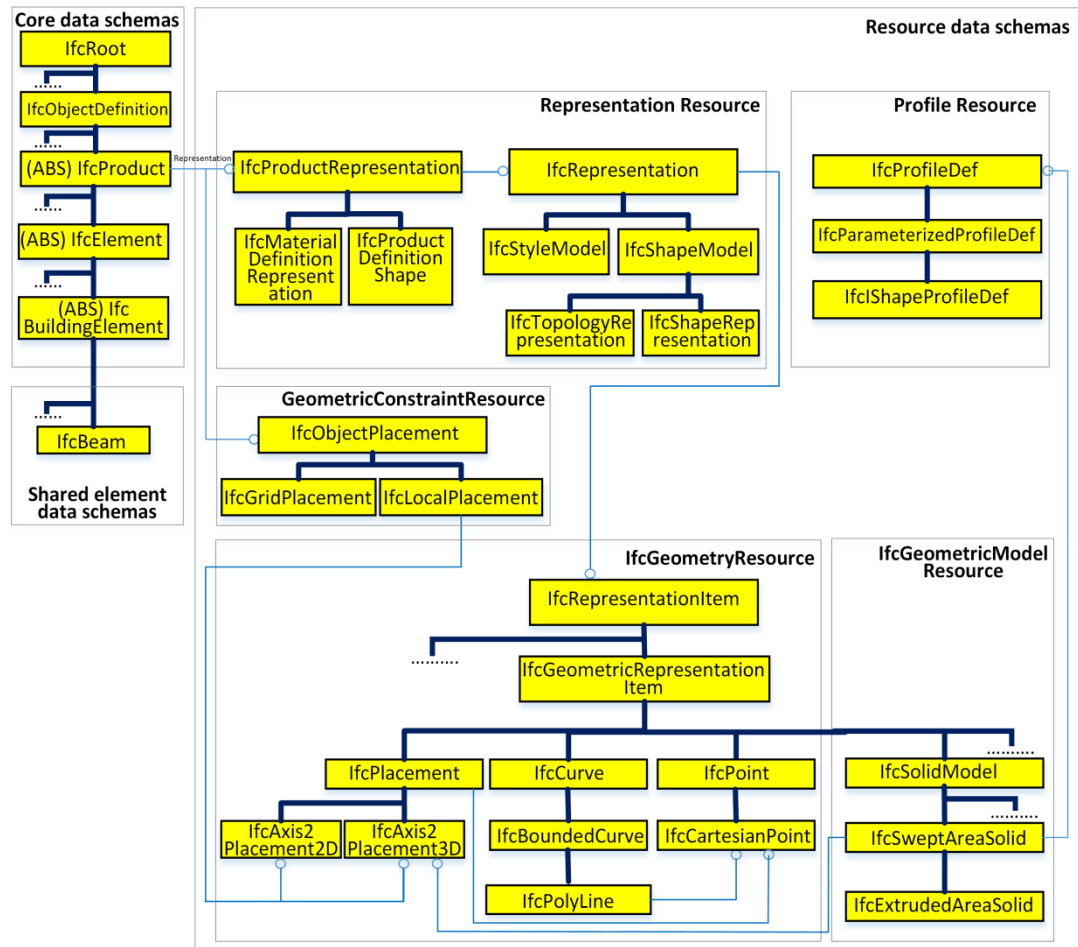 Core data schemas
IfcRoot
......
IfcObjectDefinition
......
(ABS) IfcProduct
......
(ABS) IfcElement
......
(ABS) Ifc
BuildingElement
......
IfcBeam
Shared element
data schemas
Resource data schemas
Representation
Representation Resource
IfcProductRepresentation
IfcRepresentation
IfcMaterial
Definition
Represent
ation
IfcProduct
Definition
Shape
IfcStyleModel
IfcShapeModel
IfcTopologyRe
presentation
IfcShapeRep
resentation
Profile Resource
IfcProfileDef
IfcParameterizedProfileDef
IfcIShapeProfileDef
GeometricConstraintResource
IfcObjectPlacement
IfcGridPlacement
IfcLocalPlacement
IfcGeometryResource
IfcRepresentationItem
..........
IfcGeometricRepresentation
Item
IfcPlacement
IfcCurve
IfcPoint
IfcAxis2
Placement2D
IfcAxis2
Placement3D
IfcBoundedCurve
IfcCartesianPoint
IfcPolyLine
IfcGeometricModel
Resource
..........
IfcSolidModel
..........
IfcSweptAreaSolid
IfcExtrudedAreaSolid